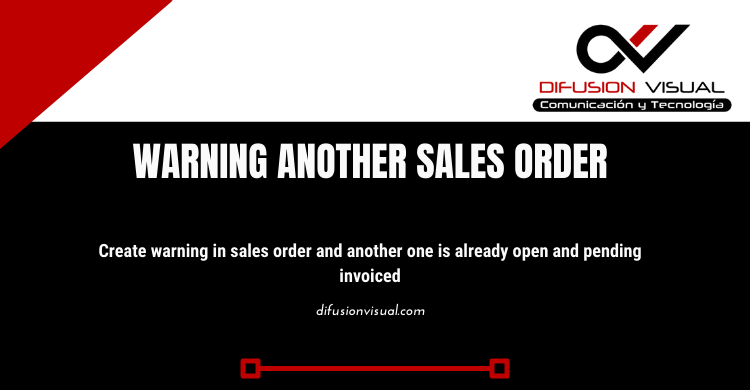 DIFUSION VISUAL
Comunicación y Tecnología
WARNING ANOTHER SALES ORDER
Create warning in sales order and another one is already open and pending
invoiced
difusionvisual.com